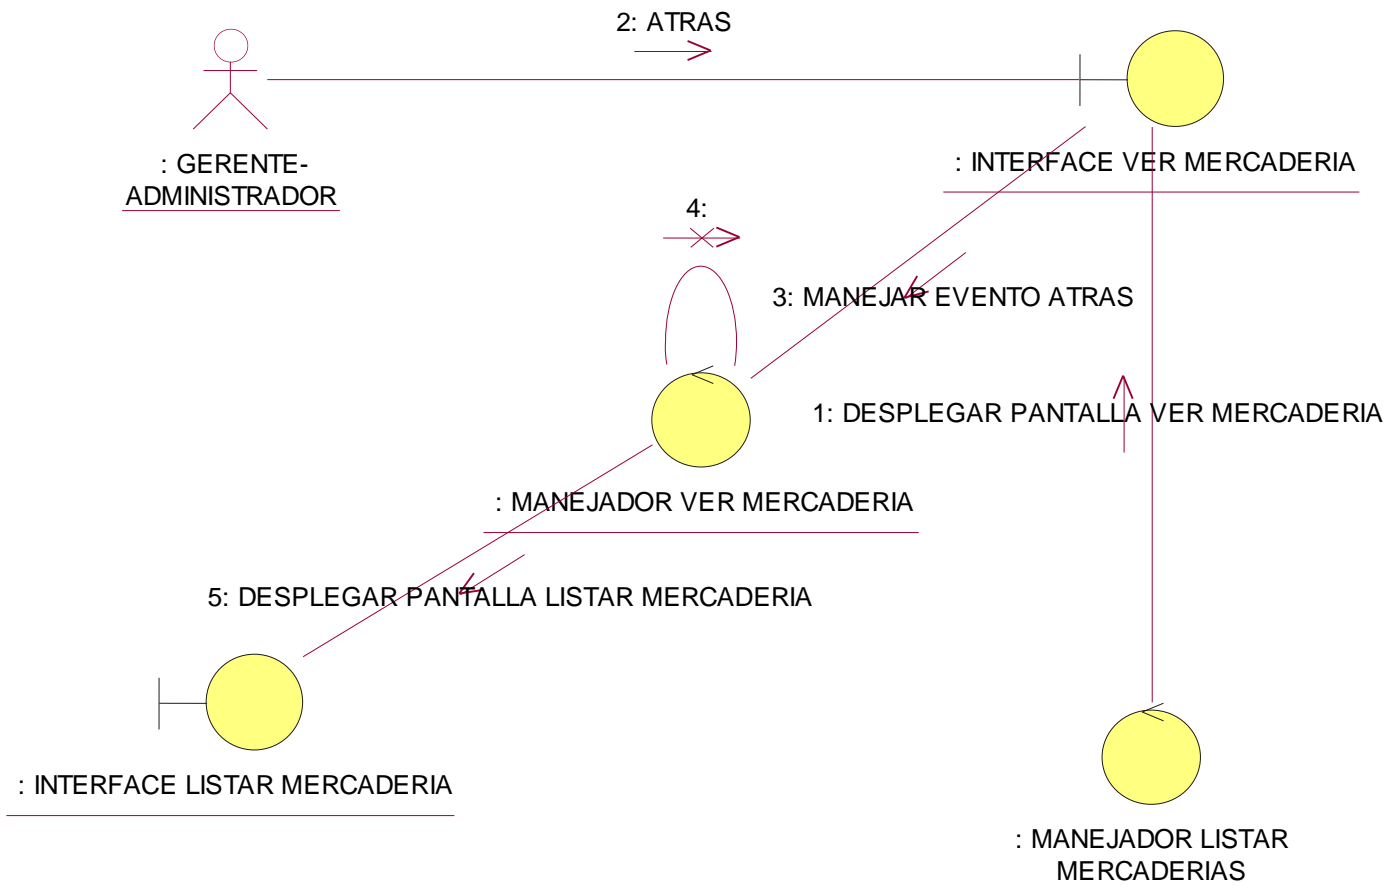 2: ATRAS
: GERENTE-
ADMINISTRADOR
: INTERFACE VER MERCADERIA
4:
3: MANEJAR EVENTO ATRAS
1: DESPLEGAR PANTALLA VER MERCADERIA
: MANEJADOR VER MERCADERIA
5: DESPLEGAR PANTALLA LISTAR MERCADERIA
: INTERFACE LISTAR MERCADERIA
: MANEJADOR LISTAR
MERCADERIAS